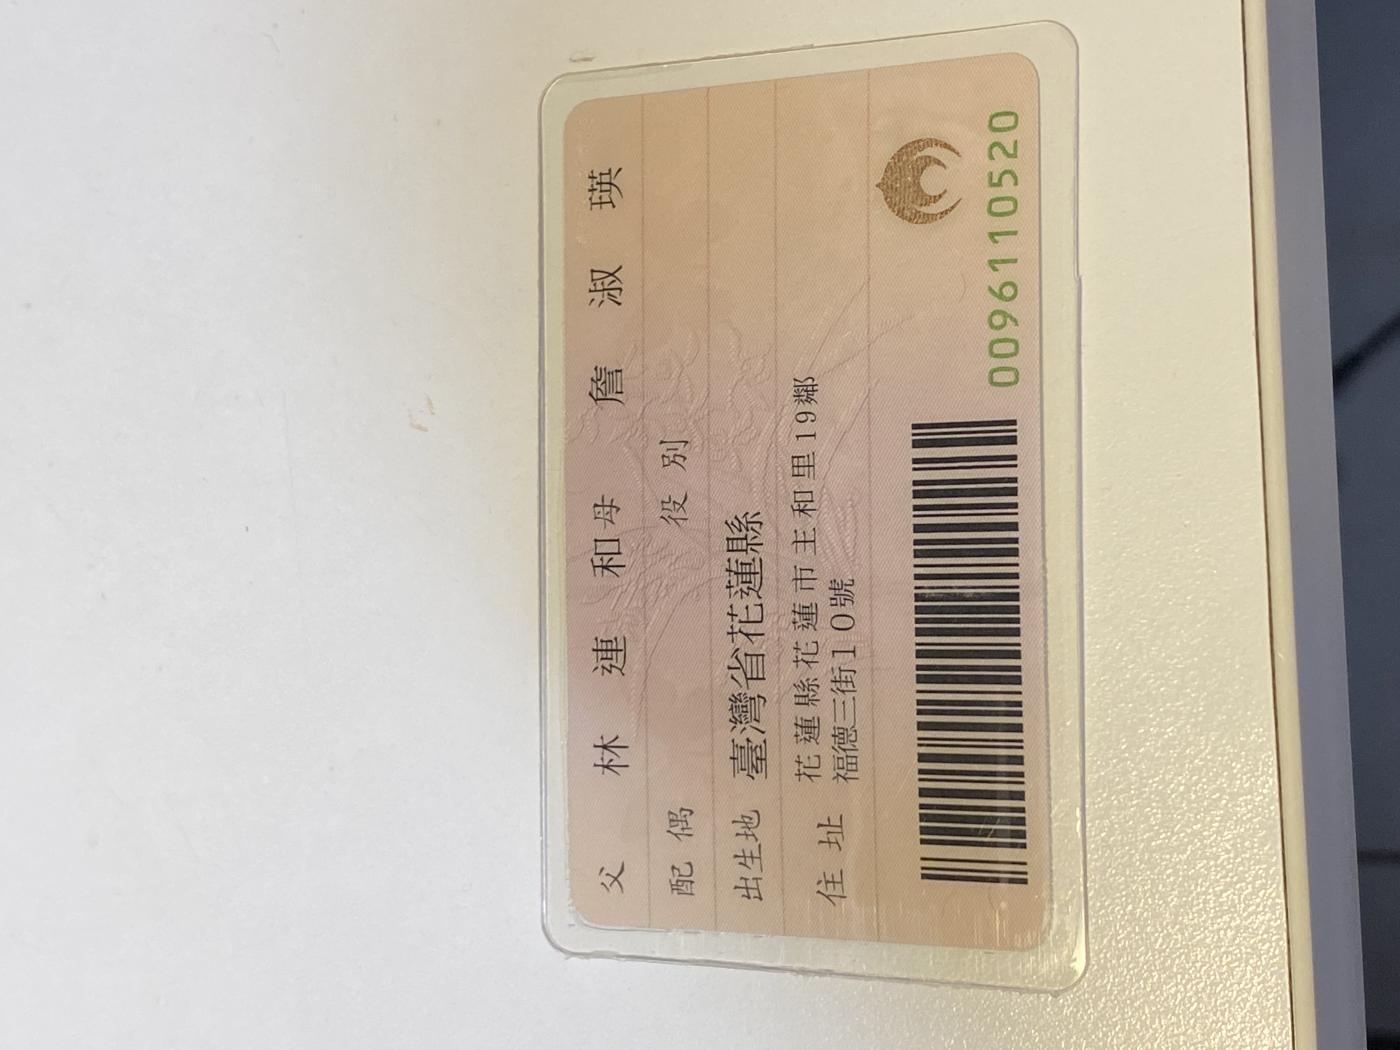 父 林連和 母 詹淑瑛
配偶 役別
出生地 臺灣省花蓮縣
住址 花蓮縣花蓮市主和里19鄰
福德三街10號
0096110520